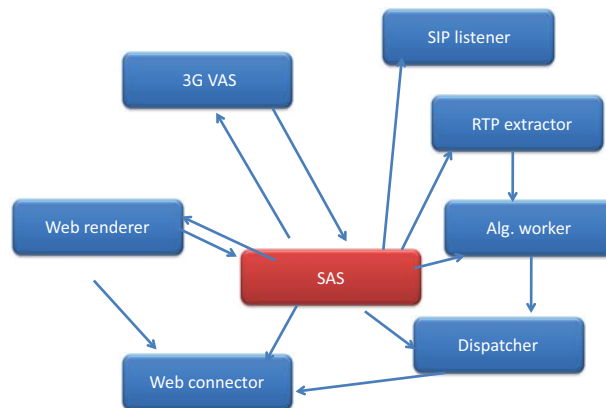 SIP listener
3G VAS
RTP extractor
Web renderer
Alg. worker
SAS
Dispatcher
Web connector